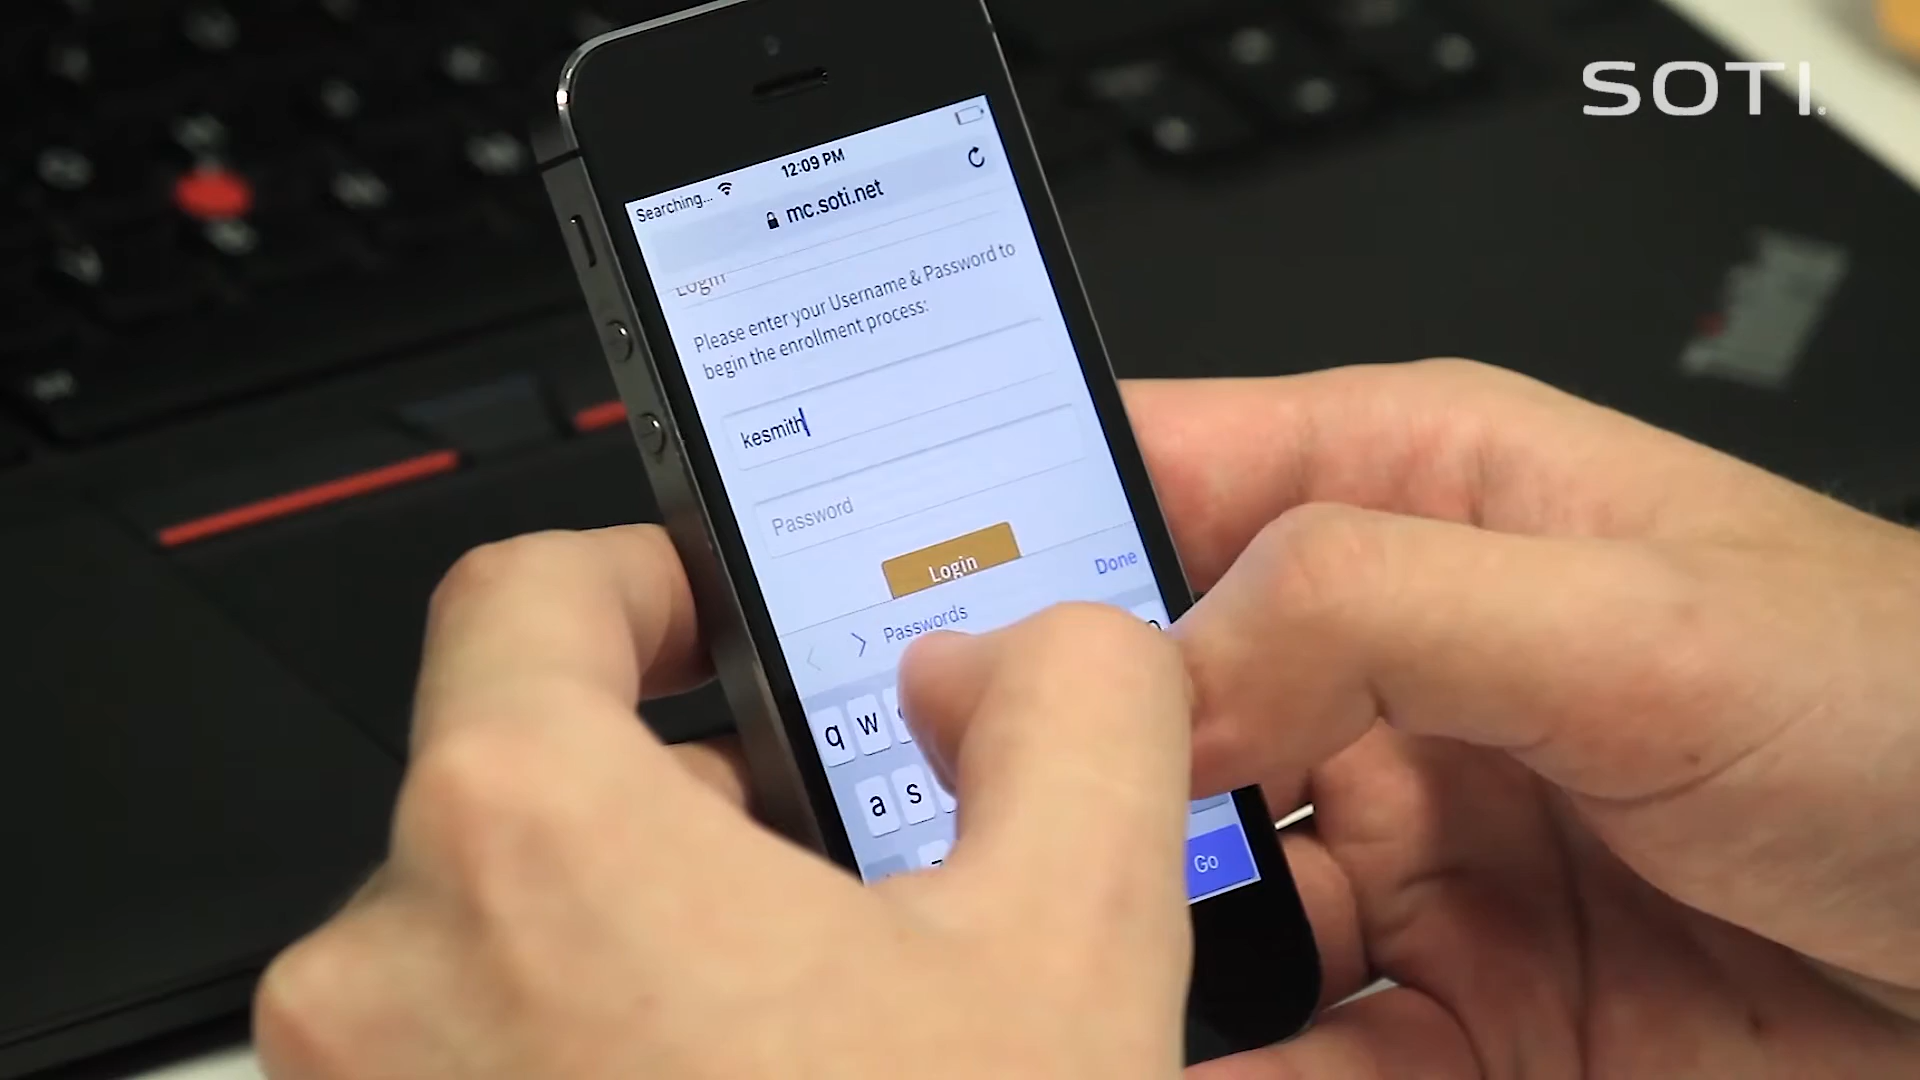 SOTI.
Searching...
12:09 PM
mc.soti.net
Login
Please enter your Username & Password to
begin the enrollment process:
kesmith
Password
Login
Done
Passwords
q w
a s
Go